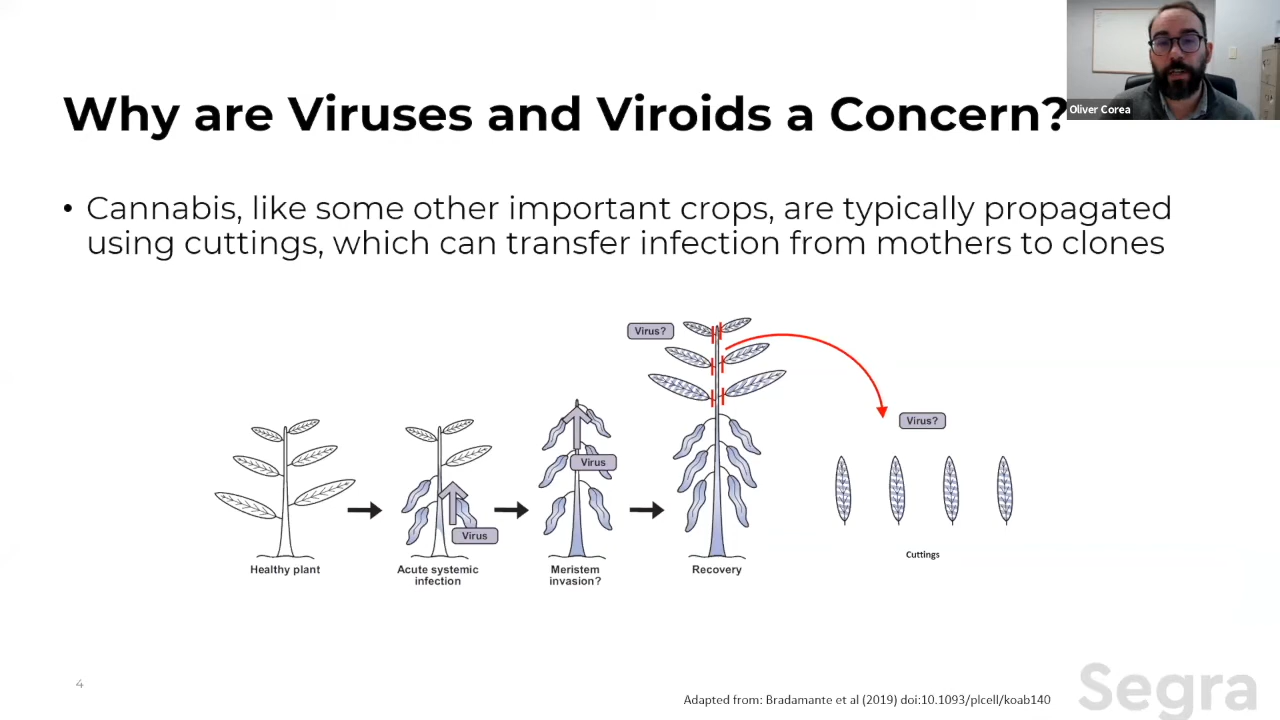 Oliver Corea
Why are Viruses and Viroids a Concern?
• Cannabis, like some other important crops, are typically propagated
using cuttings, which can transfer infection from mothers to clones
Virus?
Virus?
Virus
Virus
Healthy plant
Acute systemic
infection
Meristem
invasion?
Recovery
Cuttings
4
Adapted from: Bradamante et al (2019) doi:10.1093/plcell/koab140
Segra